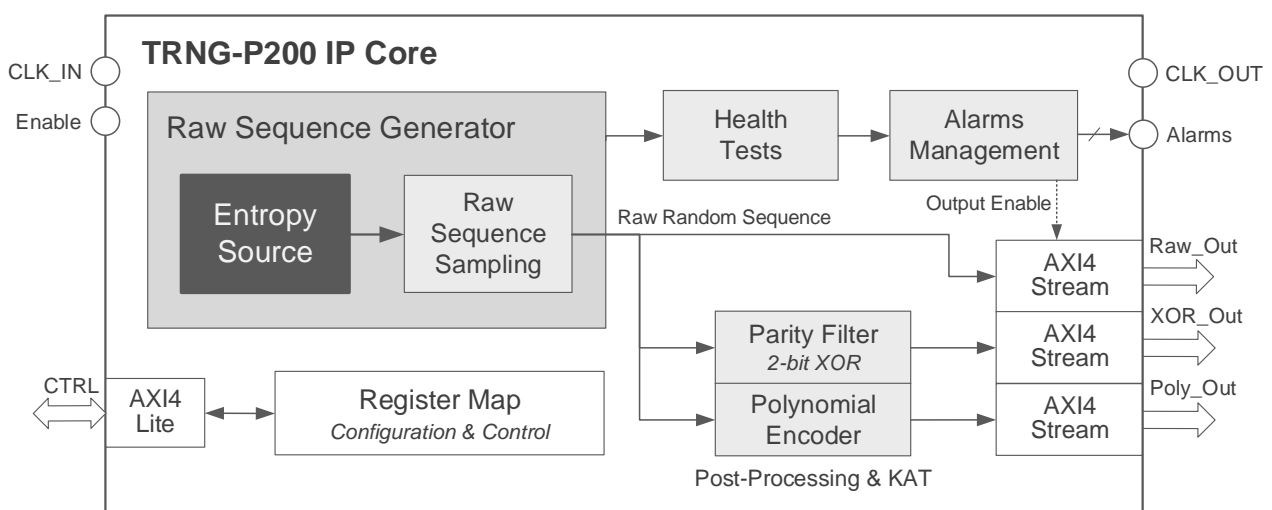 TRNG-P200 IP Core
CLK_IN
CLK_OUT
Enable
Raw Sequence Generator
Health
Tests
Alarms
Management
Alarms
Entropy
Source
Raw
Sequence
Sampling
Raw Random Sequence
Output Enable
AXI4
Stream
Raw_Out
Parity Filter
2-bit XOR
AXI4
Stream
XOR_Out
CTRL
AXI4
Lite
Register Map
Configuration & Control
Polynomial
Encoder
AXI4
Stream
Poly_Out
Post-Processing & KAT